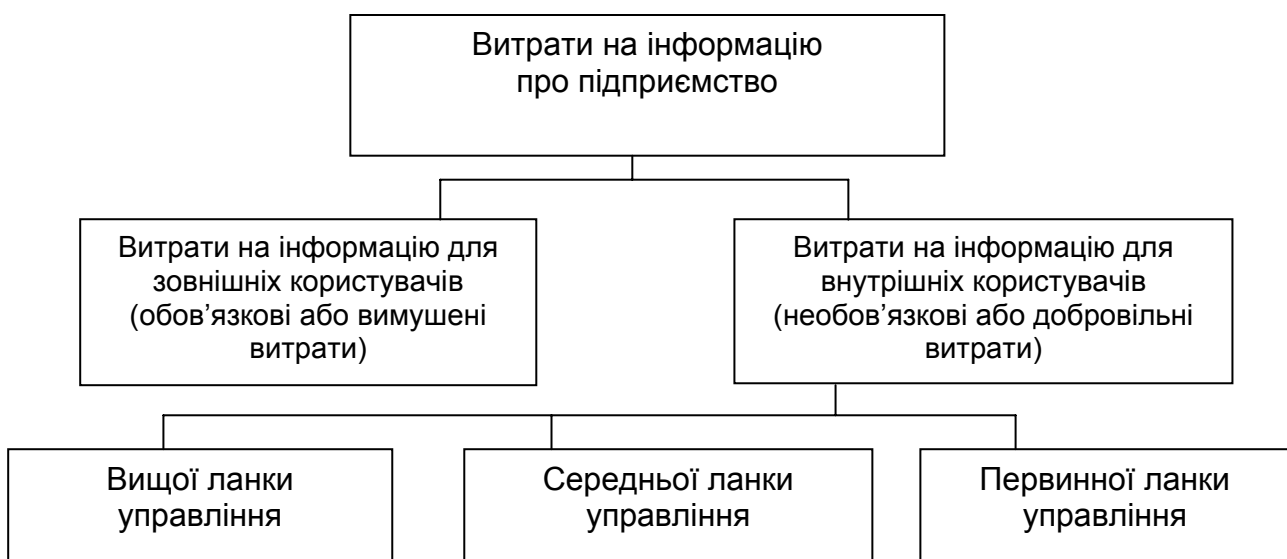 Витрати на інформацію
про підприємство
Витрати на інформацію для
зовнішніх користувачів
(обов’язкові або вимушені
витрати)
Витрати на інформацію для
внутрішніх користувачів
(необов’язкові або добровільні
витрати)
Вищої ланки
управління
Середньої ланки
управління
Первинної ланки
управління